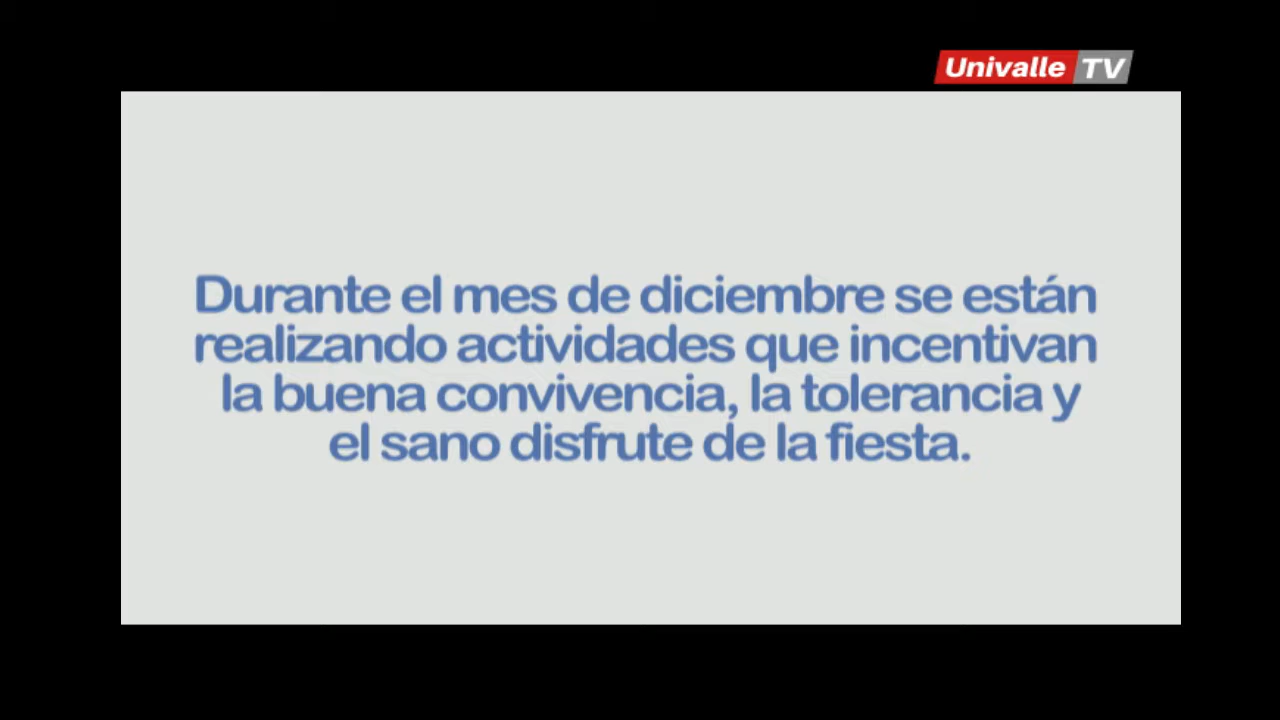 Univalle TV
Durante el mes de diciembre se están
realizando actividades que incentivan
la buena convivencia, la tolerancia y
el sano disfrute de la fiesta.